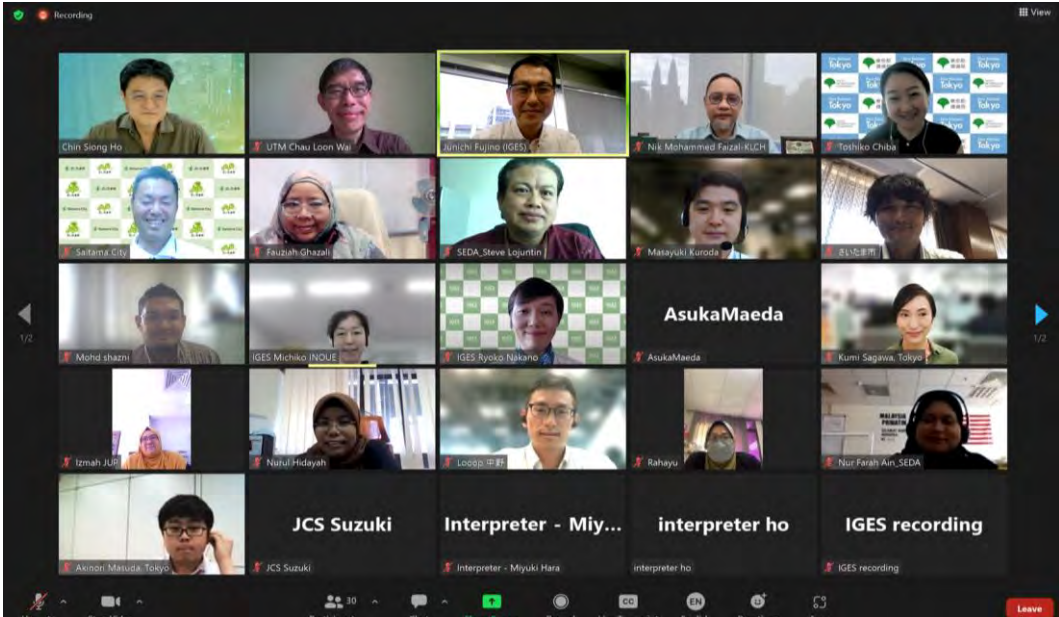 Recording
View
Chin Siong Ho
UTM Chau Loon Wai
Junichi Fujino (IGES)
Nik Mohammed Faizal-KLCH
Tokyo
Toshiko Chiba
Saitama City
Fauziah Ghazali
SEDA_Steve Lojuntin
Masayuki Kuroda
さいたま市
Mohd shazni
IGES Michiko INOUE
IGES Ryoko Nakano
AsukaMaeda
AsukaMaeda
Kumi Sagawa, Tokyo
1/2
1/2
Izmah JUP
Nurul Hidayah
Looop 中野
Rahayu
MALAYSIA
PRIHATIN
Nur Farah Ain_SEDA
Akinori Masuda, Tokyo
JCS Suzuki
JCS Suzuki
Interpreter - Miy...
Interpreter - Miyuki Hara
interpreter ho
interpreter ho
IGES recording
IGES recording
30
CC
EN
Leave